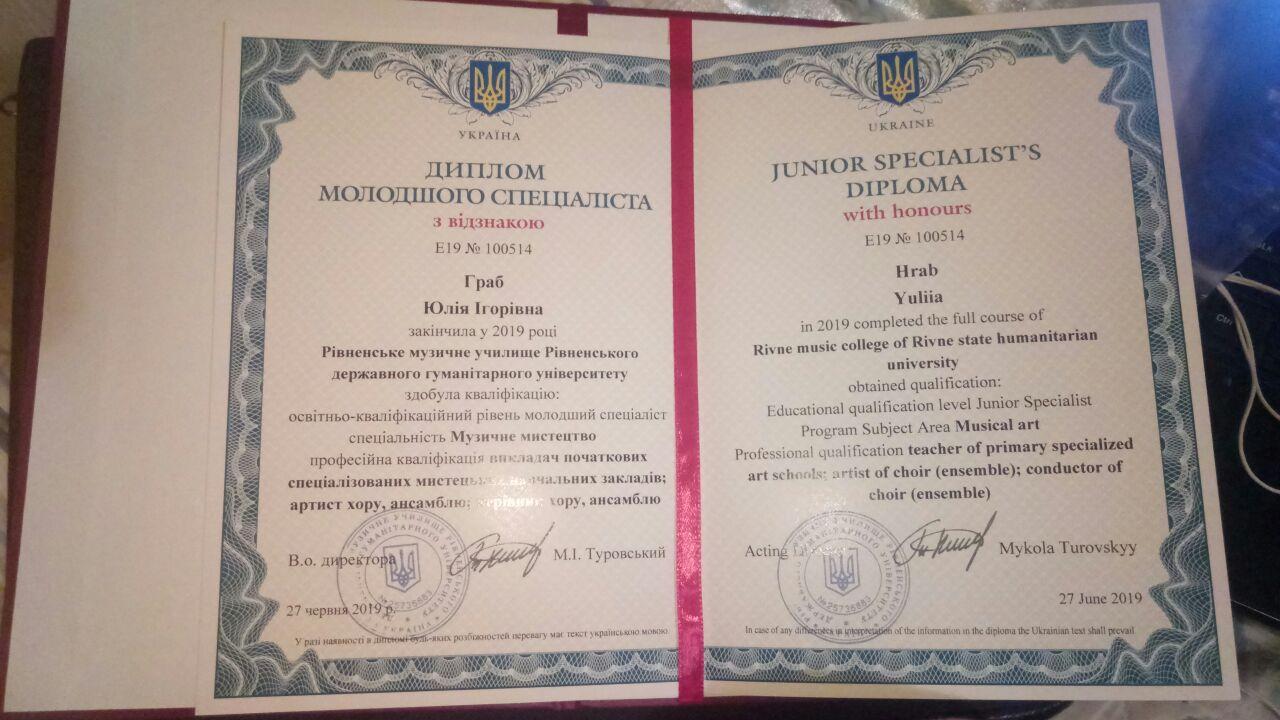 УКРАЇНА
ДИПЛОМ
МОЛОДШОГО СПЕЦІАЛІСТА
з відзнакою
Е19 № 100514
Граб
Юлія Ігорівна
закінчила у 2019 році
Рівненське музичне училище Рівненського
державного гуманітарного університету
здобула кваліфікацію:
освітньо-кваліфікаційний рівень молодший спеціаліст
спеціальність Музичне мистецтво
професійна кваліфікація викладач початкових
спеціалізованих мистецьких навчальних закладів;
артист хору, ансамблю; керівник хору, ансамблю
В.о. директора
М.І. Туровський
27 червня 2019 р.
№25735883
У разі наявності в дипломі будь-яких розбіжностей перевагу має текст українською мовою
UKRAINE
JUNIOR SPECIALIST'S
DIPLOMA
with honours
E19 № 100514
Hrab
Yuliia
in 2019 completed the full course of
Rivne music college of Rivne state humanitarian
university
obtained qualification:
Educational qualification level Junior Specialist
Program Subject Area Musical art
Professional qualification teacher of primary specialized
art schools; artist of choir (ensemble); conductor of
choir (ensemble)
Acting
Mykola Turovskyy
27 June 2019
№25735883
In case of any differences in interpretation of the information in the diploma the Ukrainian text shall prevail